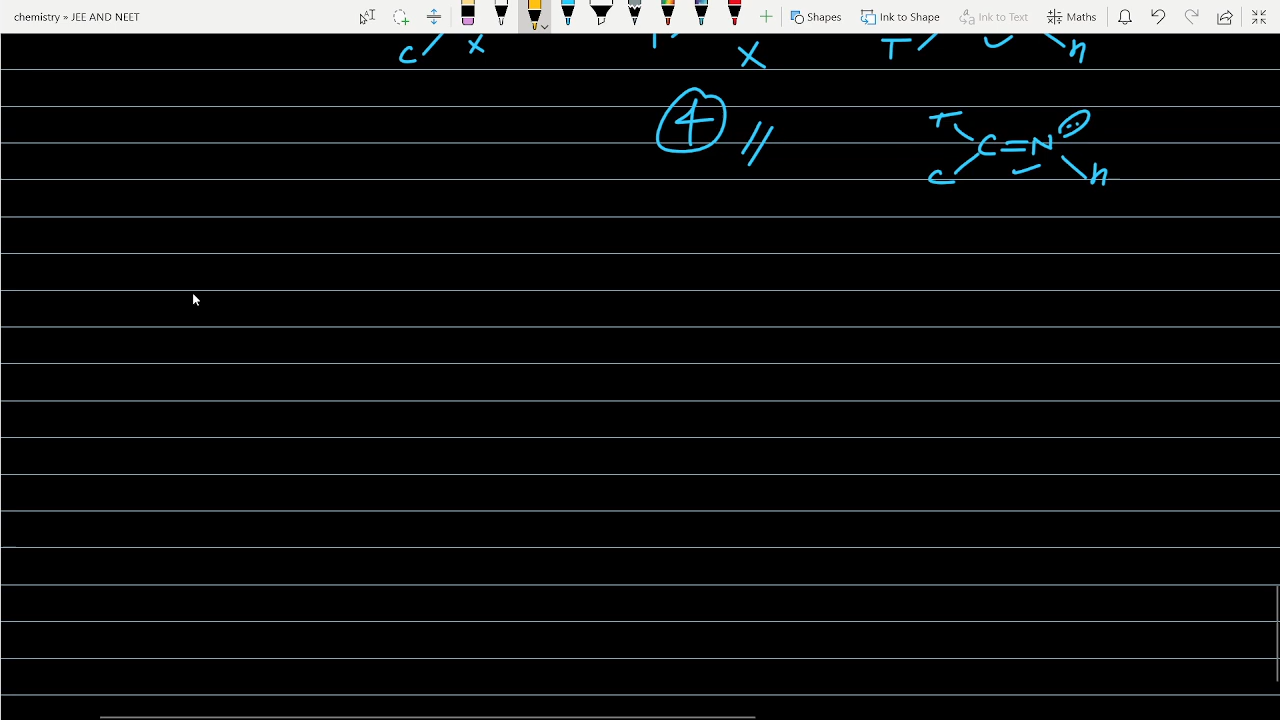 chemistry » JEE AND NEET
Shapes Ink to Shape Ink to Text Maths
C X X T n
4 //
T C=N : n
C